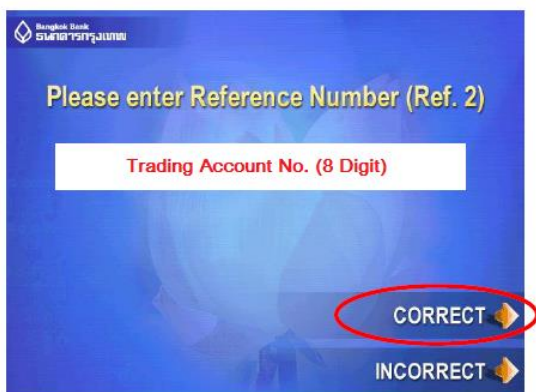 Bangkok Bank
ธนาคารกรุงเทพ
Please enter Reference Number (Ref. 2)
Trading Account No. (8 Digit)
CORRECT
INCORRECT